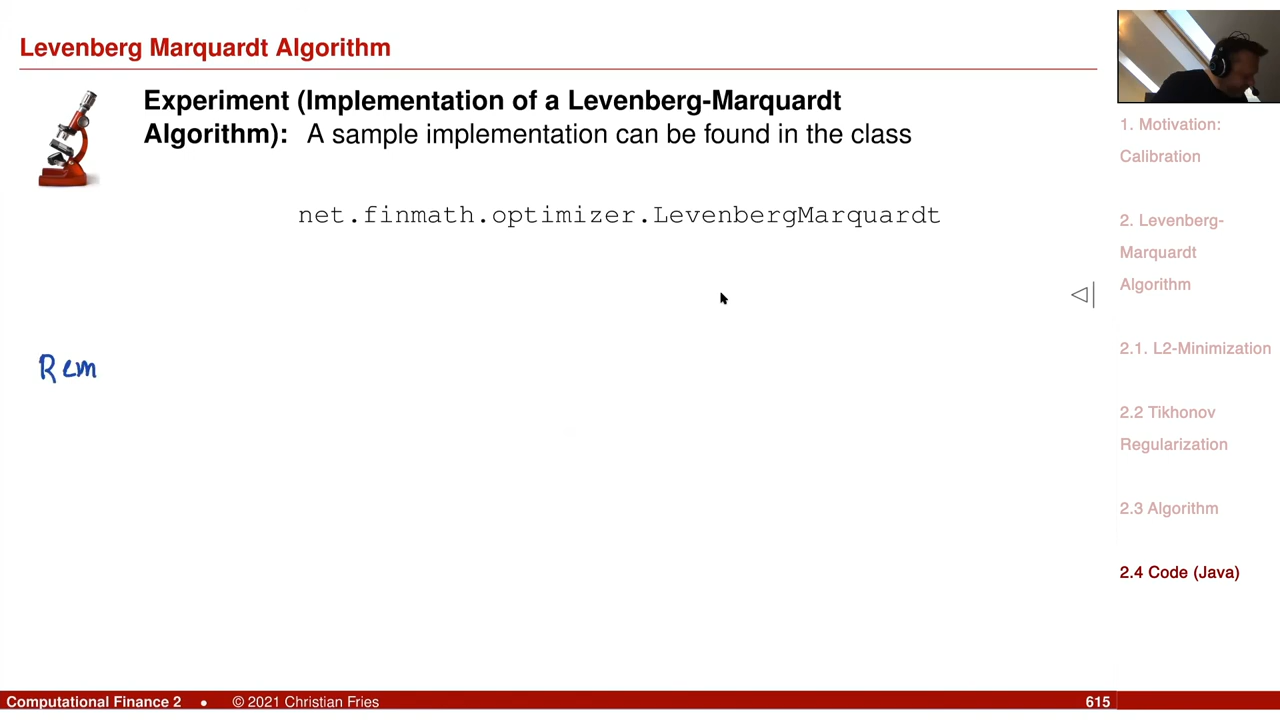 Levenberg Marquardt Algorithm
Experiment (Implementation of a Levenberg-Marquardt
Algorithm): A sample implementation can be found in the class
net.finmath.optimizer.LevenbergMarquardt
Rem
1. Motivation:
Calibration
2. Levenberg-
Marquardt
Algorithm
2.1. L2-Minimization
2.2 Tikhonov
Regularization
2.3 Algorithm
2.4 Code (Java)
Computational Finance 2 • © 2021 Christian Fries 615